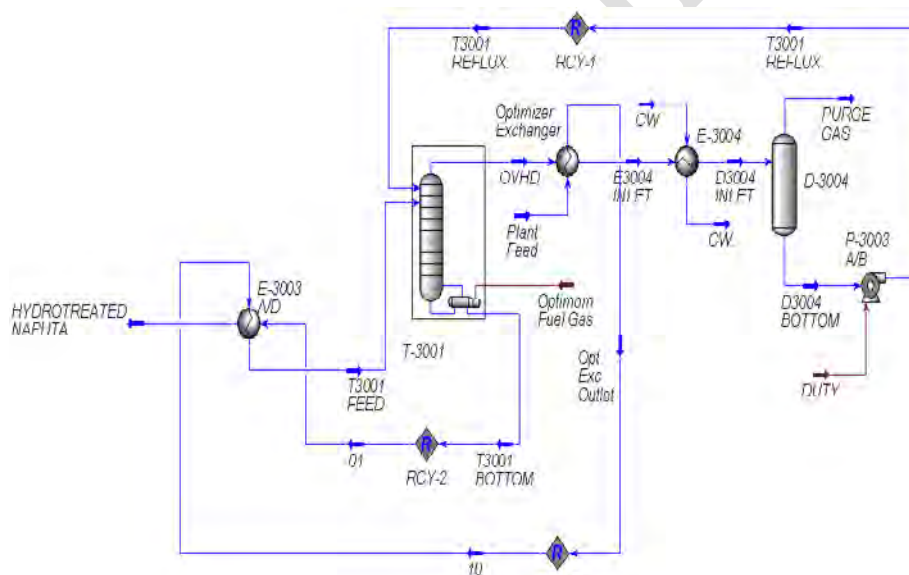 T3001
REFLUX
RCY-1
T3001
REFLUX
Optimizer
Exchanger
CW
E-3004
PURGE
GAS
OVHD
E3004
INLET
D3004
INLET
D-3004
Plant
Feed
CW
P-3003
A/B
E-3003
HYDROTREATED
NAPHTA
Optimom
Fuel Gas
D3004
BOTTOM
T-3001
T3001
FEED
Opt
Exc
Outlet
DUTY
01
RCY-2
T3001
BOTTOM
10
R
R
R